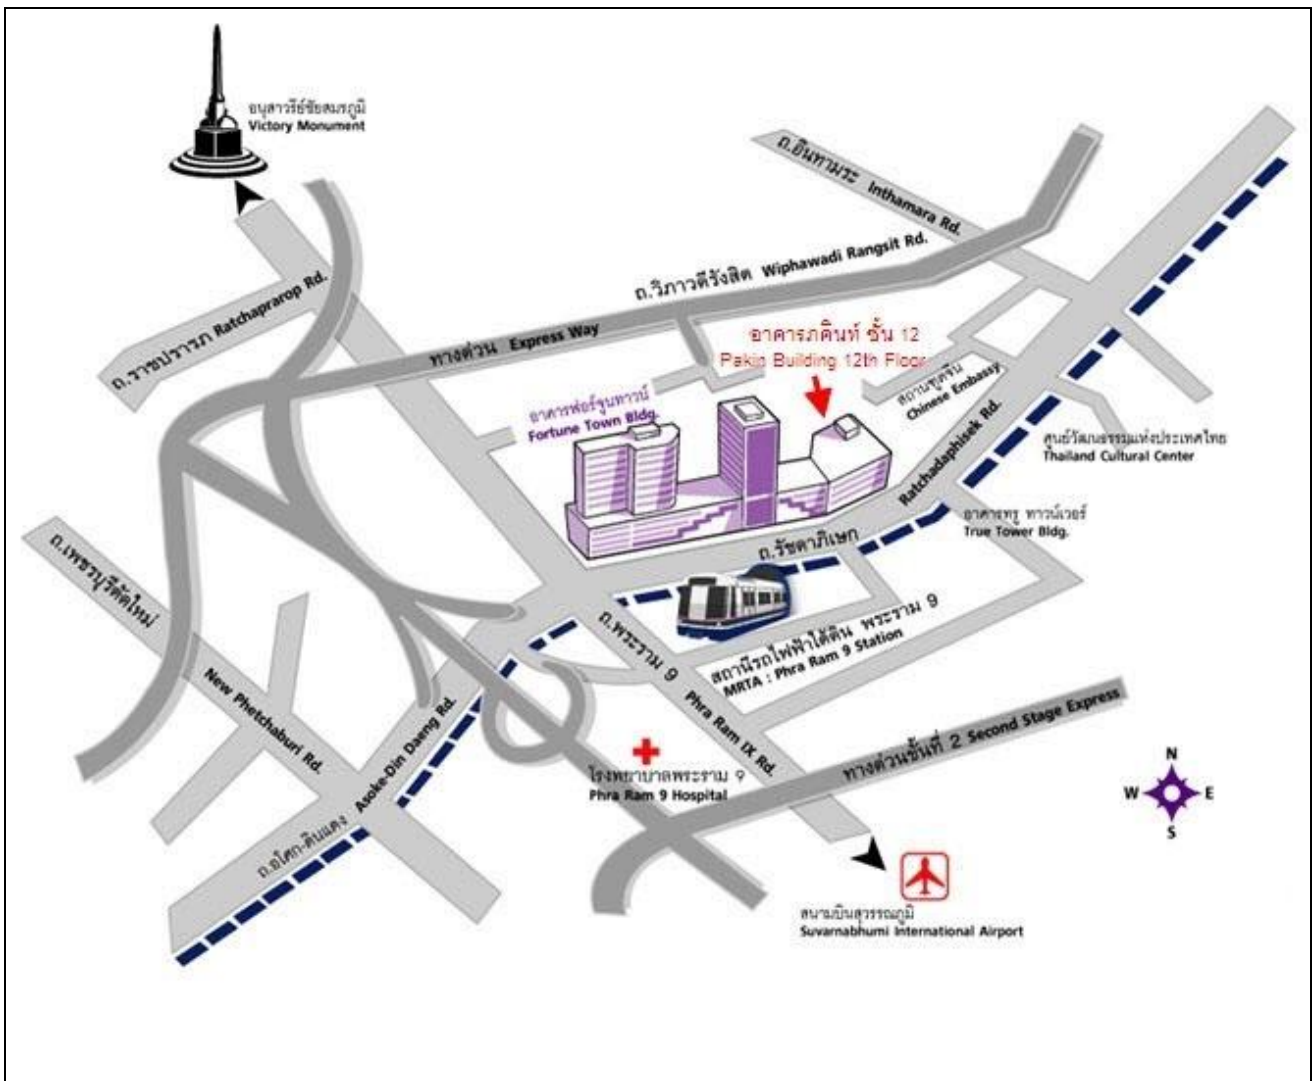 อนุสาวรีย์ชัยสมรภูมิ
Victory Monument
ถ.อินทามระ Inthamara Rd.
ถ.ราชปรารภ Ratchaprarop Rd.
ถ.วิภาวดีรังสิต Wiphawadi Rangsit Rd.
ทางด่วน Express Way
อาคารภคินท์ ชั้น 12
Pakin Building 12th Floor
สถานทูตจีน
Chinese Embassy
อาคารฟอร์จูนทาวน์
Fortune Town Bldg.
ศูนย์วัฒนธรรมแห่งประเทศไทย
Thailand Cultural Center
Ratchadaphisek Rd.
ถ.รัชดาภิเษก
อาคารทรู ทาวน์เวอร์
True Tower Bldg.
ถ.เพชรบุรีตัดใหม่
New Phetchaburi Rd.
ถ.พระราม 9 Phra Ram IX Rd.
สถานีรถไฟฟ้าใต้ดิน พระราม 9
MRTA : Phra Ram 9 Station
ถ.อโศก-ดินแดง Asoke-Din Daeng Rd.
โรงพยาบาลพระราม 9
Phra Ram 9 Hospital
ทางด่วนขั้นที่ 2 Second Stage Express
N
W E
S
สนามบินสุวรรณภูมิ
Suvarnabhumi International Airport